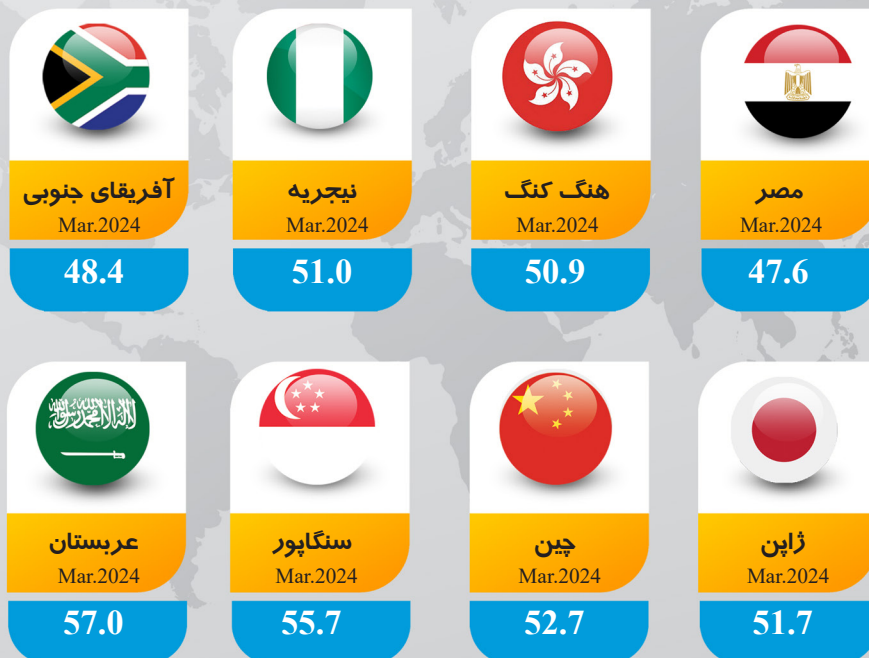 مصر
Mar.2024
47.6
هنگ کنگ
Mar.2024
50.9
نیجریه
Mar.2024
51.0
آفریقای جنوبی
Mar.2024
48.4
ژاپن
Mar.2024
51.7
چین
Mar.2024
52.7
سنگاپور
Mar.2024
55.7
عربستان
Mar.2024
57.0